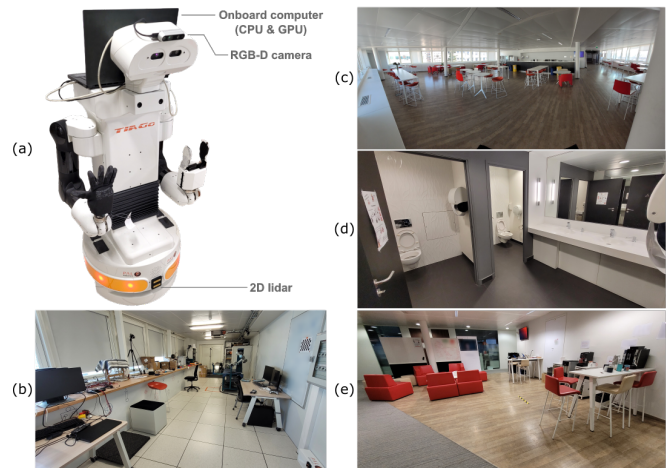 Onboard computer
(CPU & GPU)
RGB-D camera
(a)
TIAGo
2D lidar
(b)
(c)
(d)
(e)